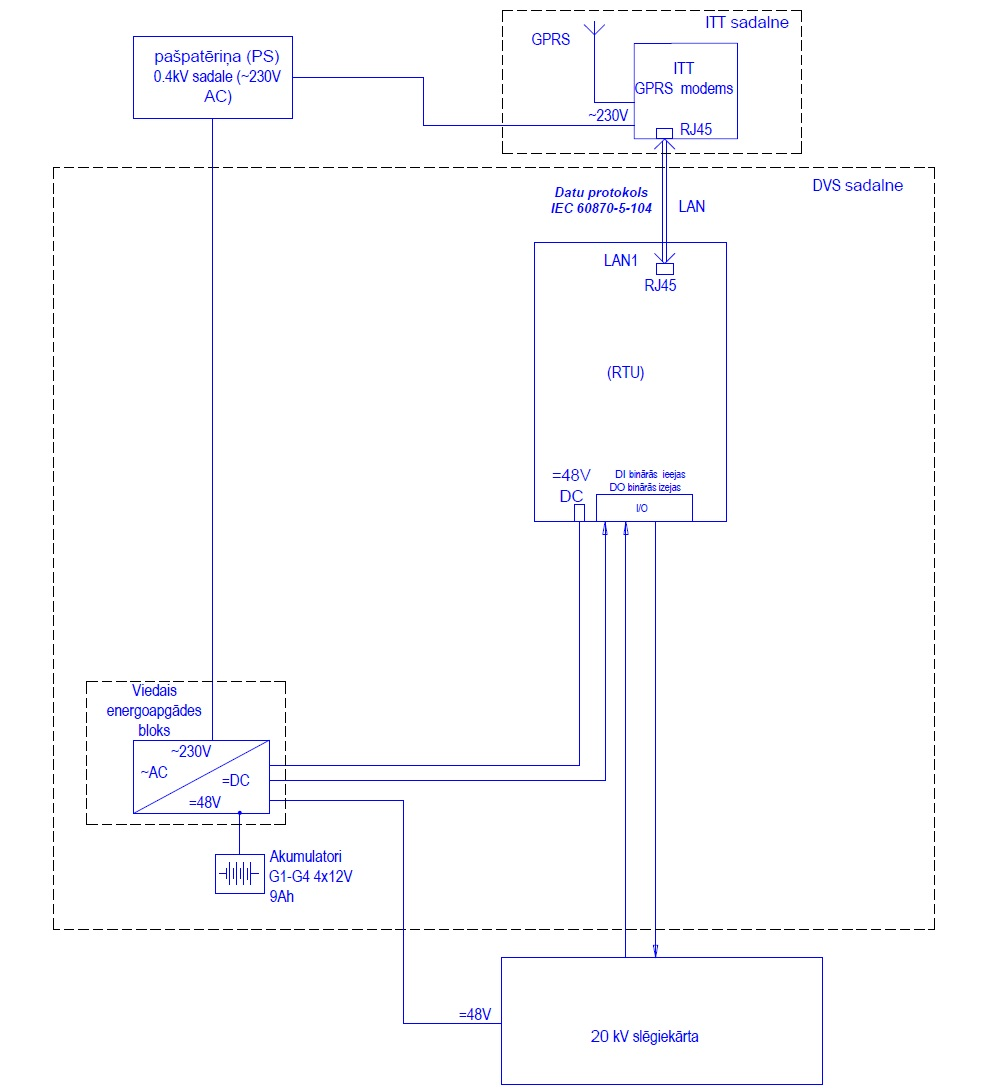 ITT sadalne
GPRS
pašpatēriņa (PS)
0.4kV sadale (~230V
AC)
ITT
GPRS modems
~230V
RJ45
DVS sadalne
Datu protokols
IEC 60870-5-104
LAN
LAN1
RJ45
(RTU)
=48V
DC
DI binārās ieejas
DO binārās izejas
I/O
Viedais
energoapgādes
bloks
~230V
~AC
=DC
=48V
Akumulatori
G1-G4 4x12V
9Ah
=48V
20 kV slēgiekārta